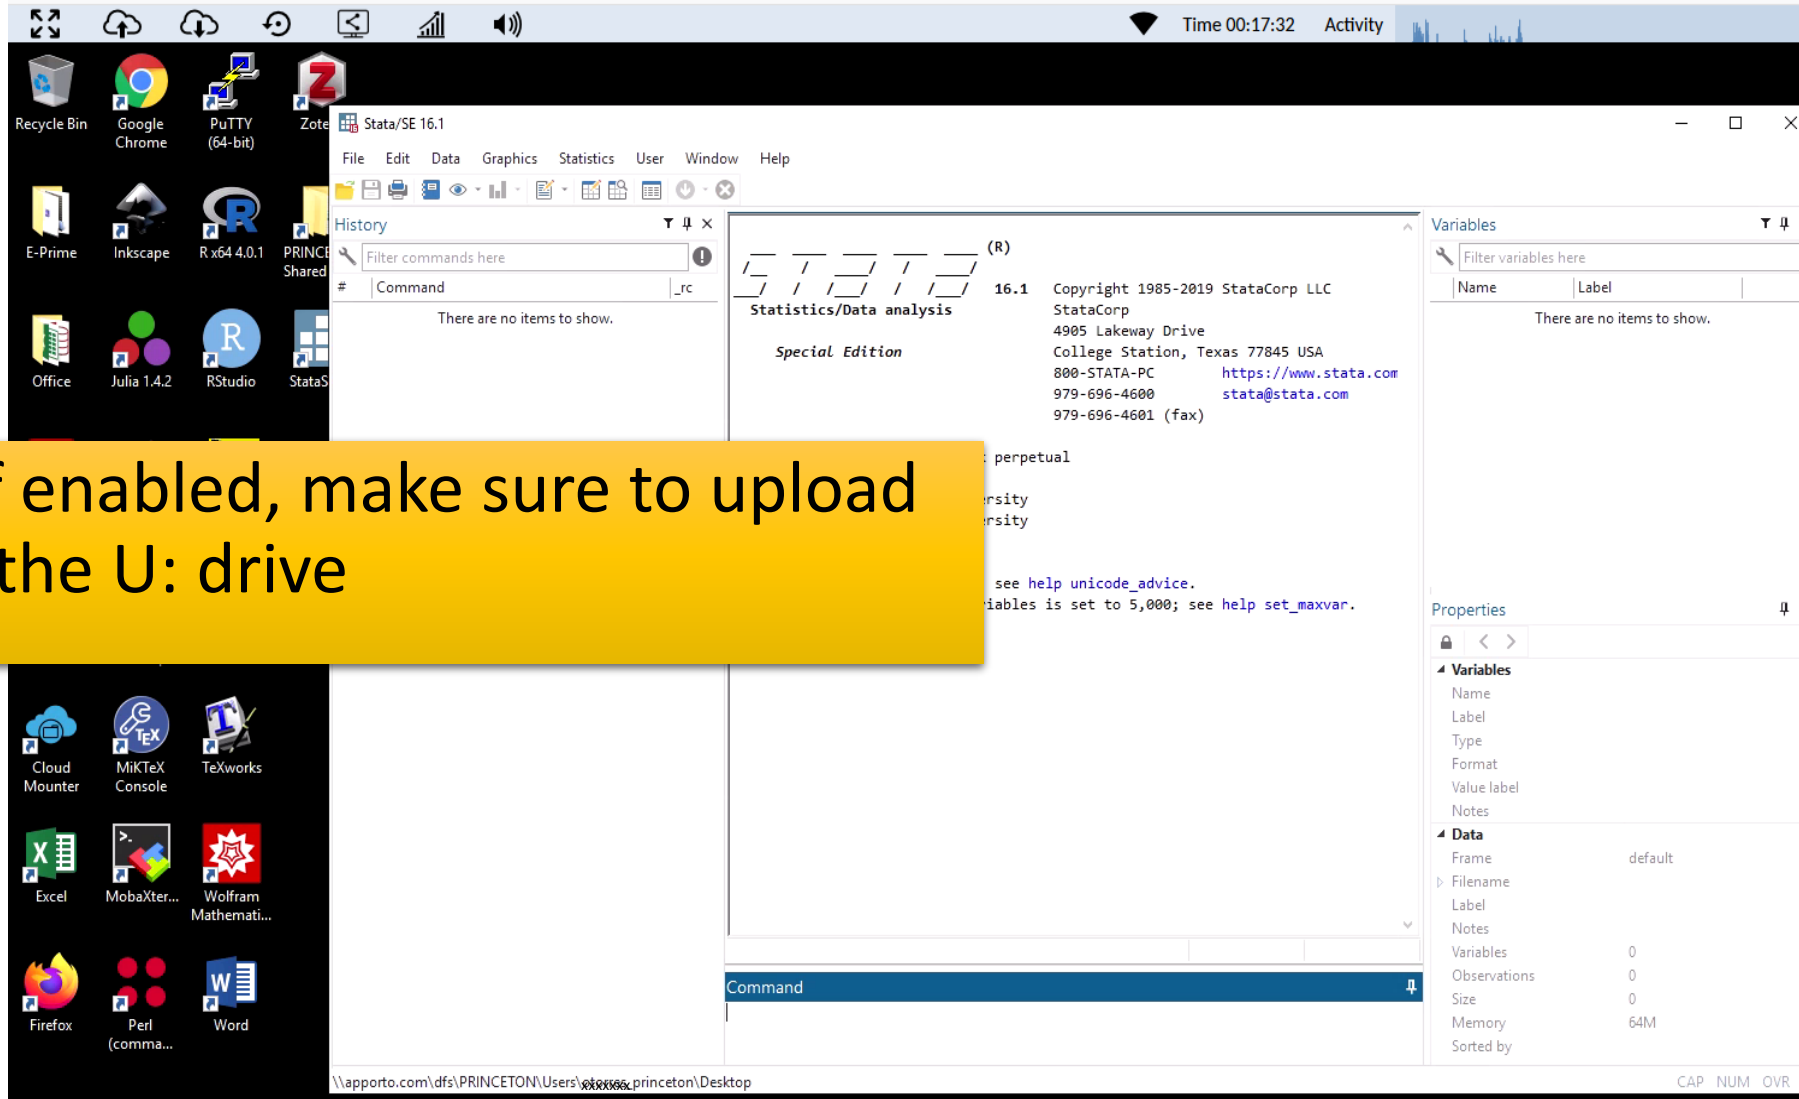 Time 00:17:32 Activity
Recycle Bin
Google Chrome
PuTTY (64-bit)
E-Prime
Inkscape
R x64 4.0.1
Shared
Office
Julia 1.4.2
RStudio
Stata/SE 16.1
File Edit Data Graphics Statistics User Window Help
History
Filter commands here
# Command _rc
There are no items to show.
(R)
16.1 Copyright 1985-2019 StataCorp LLC
Statistics/Data analysis StataCorp
4905 Lakeway Drive
Special Edition College Station, Texas 77845 USA
800-STATA-PC https://www.stata.com
979-696-4600 stata@stata.com
979-696-4601 (fax)
perpetual
enabled, make sure to upload
the U: drive
see help unicode_advice.
is set to 5,000; see help set_maxvar.
Variables
Filter variables here
Name Label
There are no items to show.
Properties
Variables
Name
Label
Type
Format
Value label
Notes
Data
Frame default
Filename
Label
Notes
Variables 0
Observations 0
Size 0
Memory 64M
Sorted by
Cloud Mounter
MiKTeX Console
TeXworks
Excel
MobaXter...
Wolfram Mathemati...
Firefox
Perl (comma...
Word
Command
\\apporto.com\dfs\PRINCETON\Users\ princeton\Desktop
CAP NUM OVR